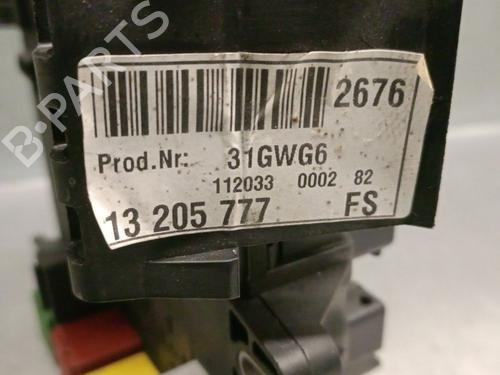 B-PARTS
2676
Prod.Nr: 31GWG6
112033 0002 82
13 205 777 FS